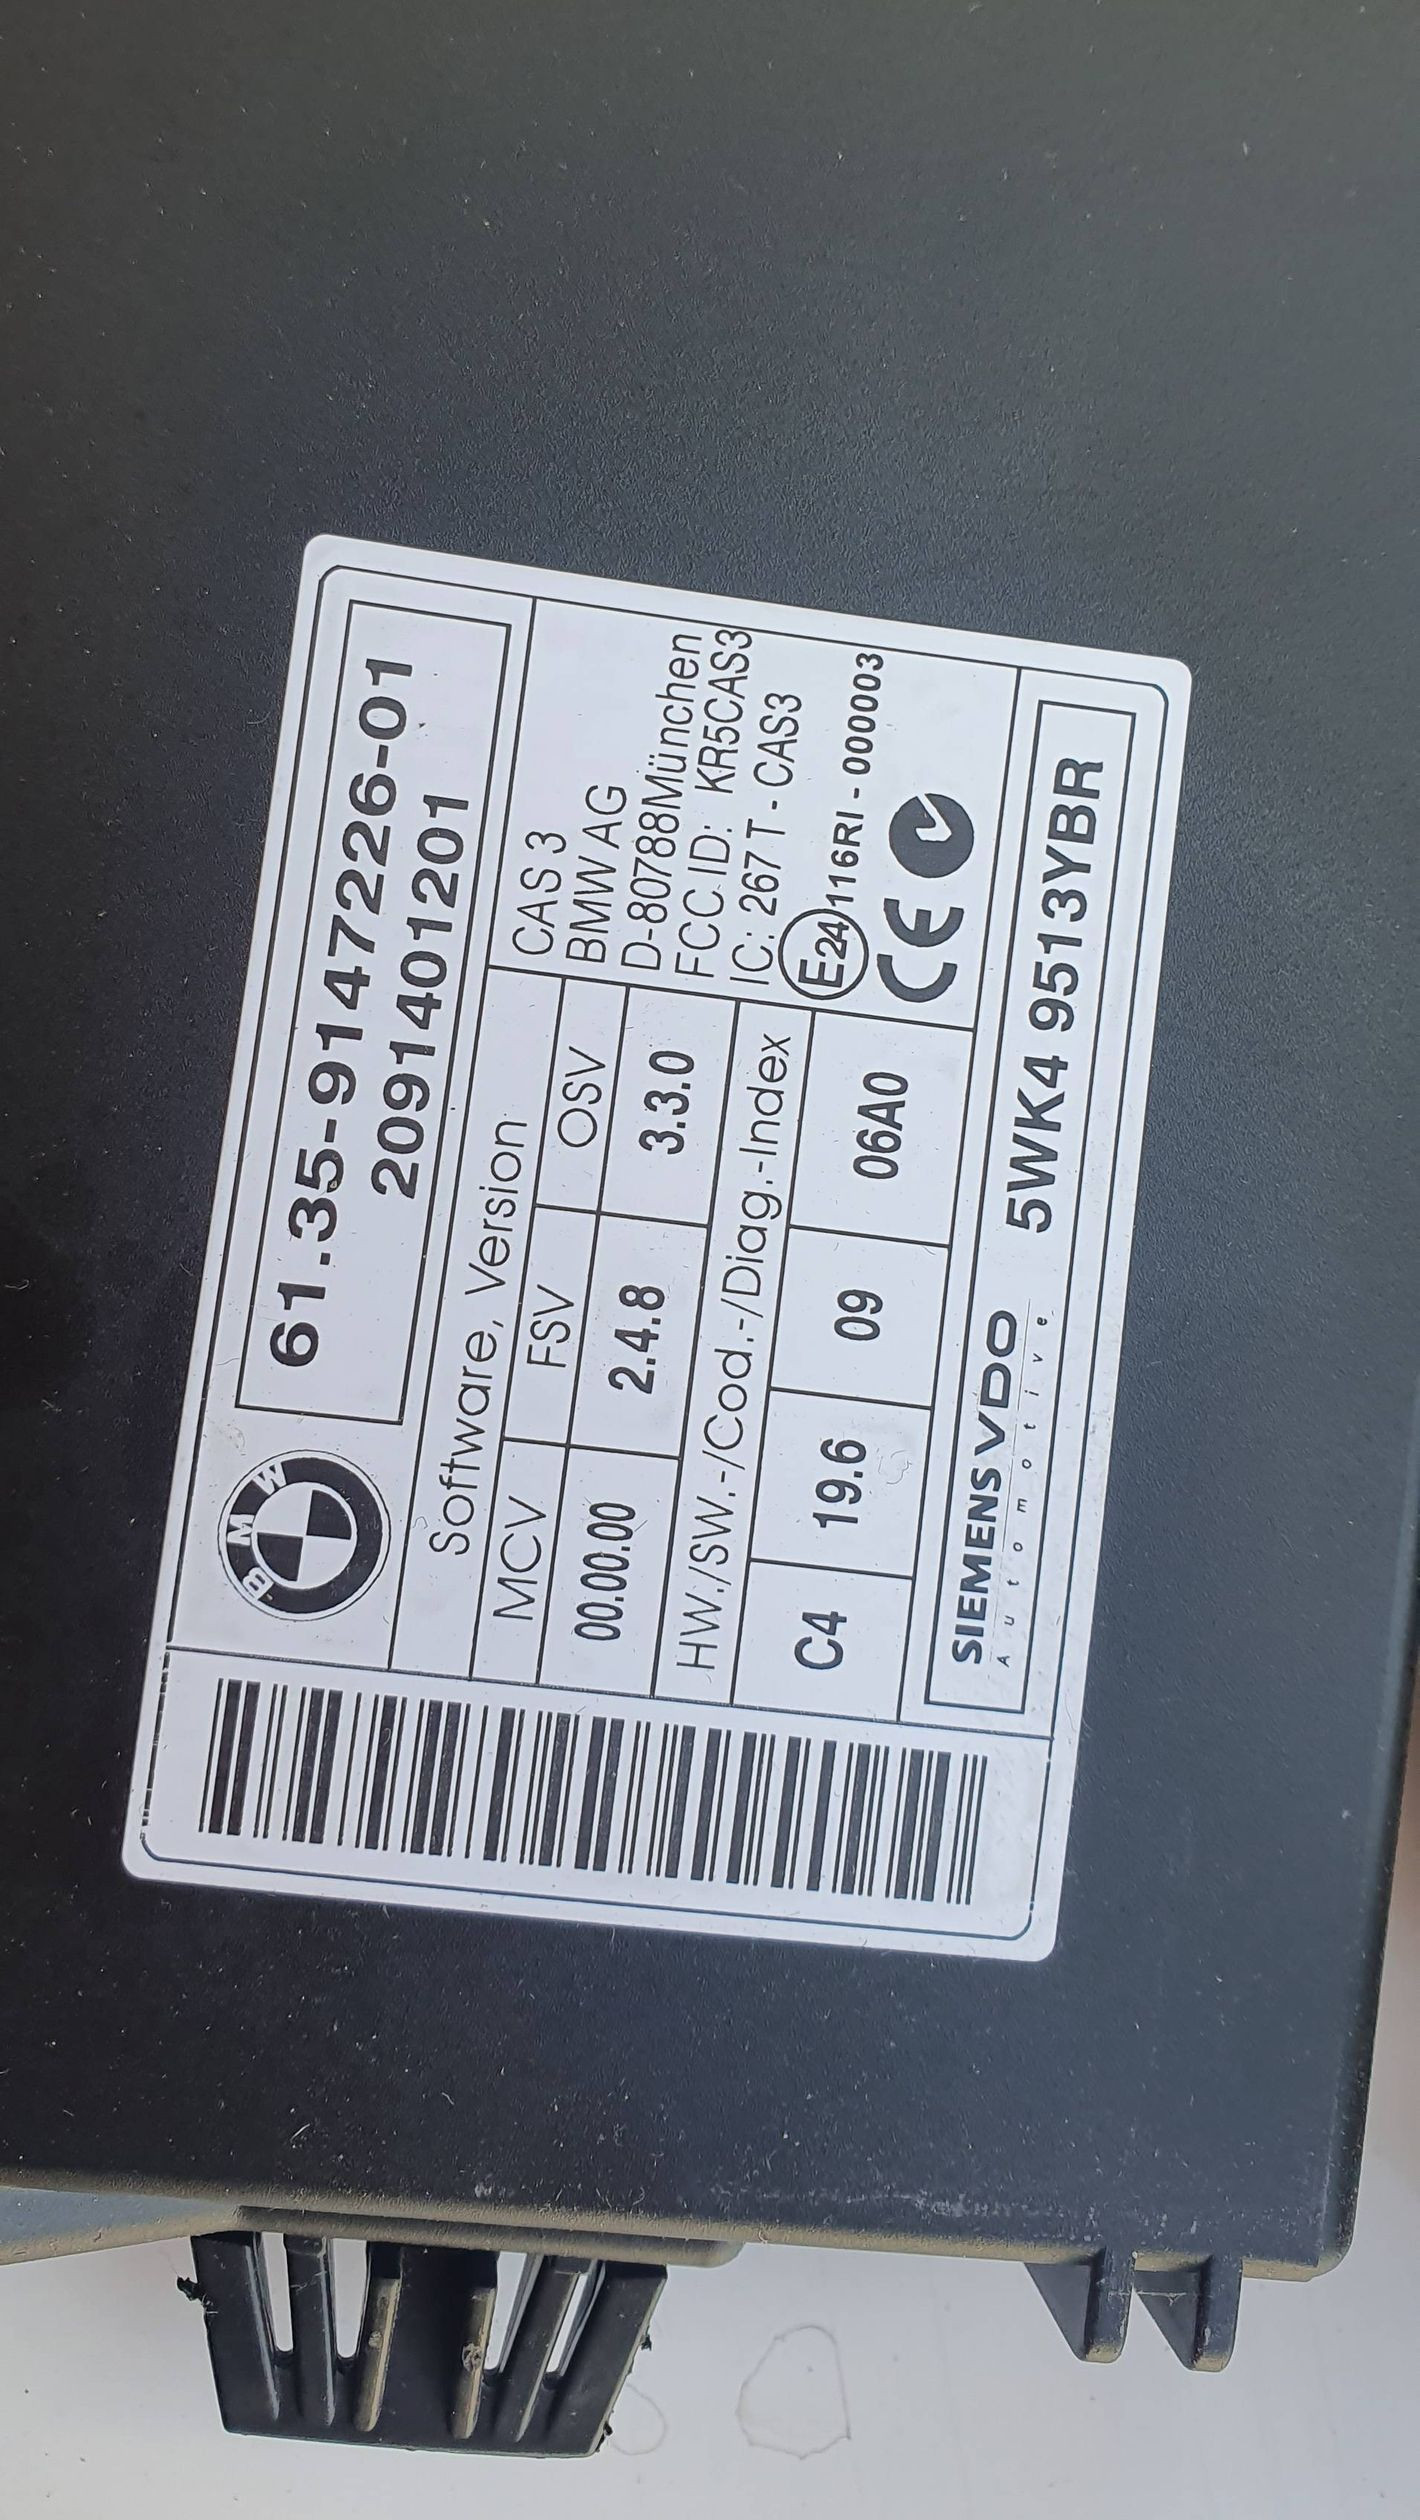 BMW
61.35-9147226-01
2091401201
Software, Version
MCV FSV OSV
00.00.00 2.4.8 3.3.0
HW./SW.-/Cod.-/Diag.-Index
C4 19.6 09 06A0
CAS 3
BMW AG
D-80788München
FCC ID: KR5CAS3
IC: 267 T - CAS3
E24 116RI - 000003
CE
SIEMENS VDO
Automotive
5WK4 9513YBR